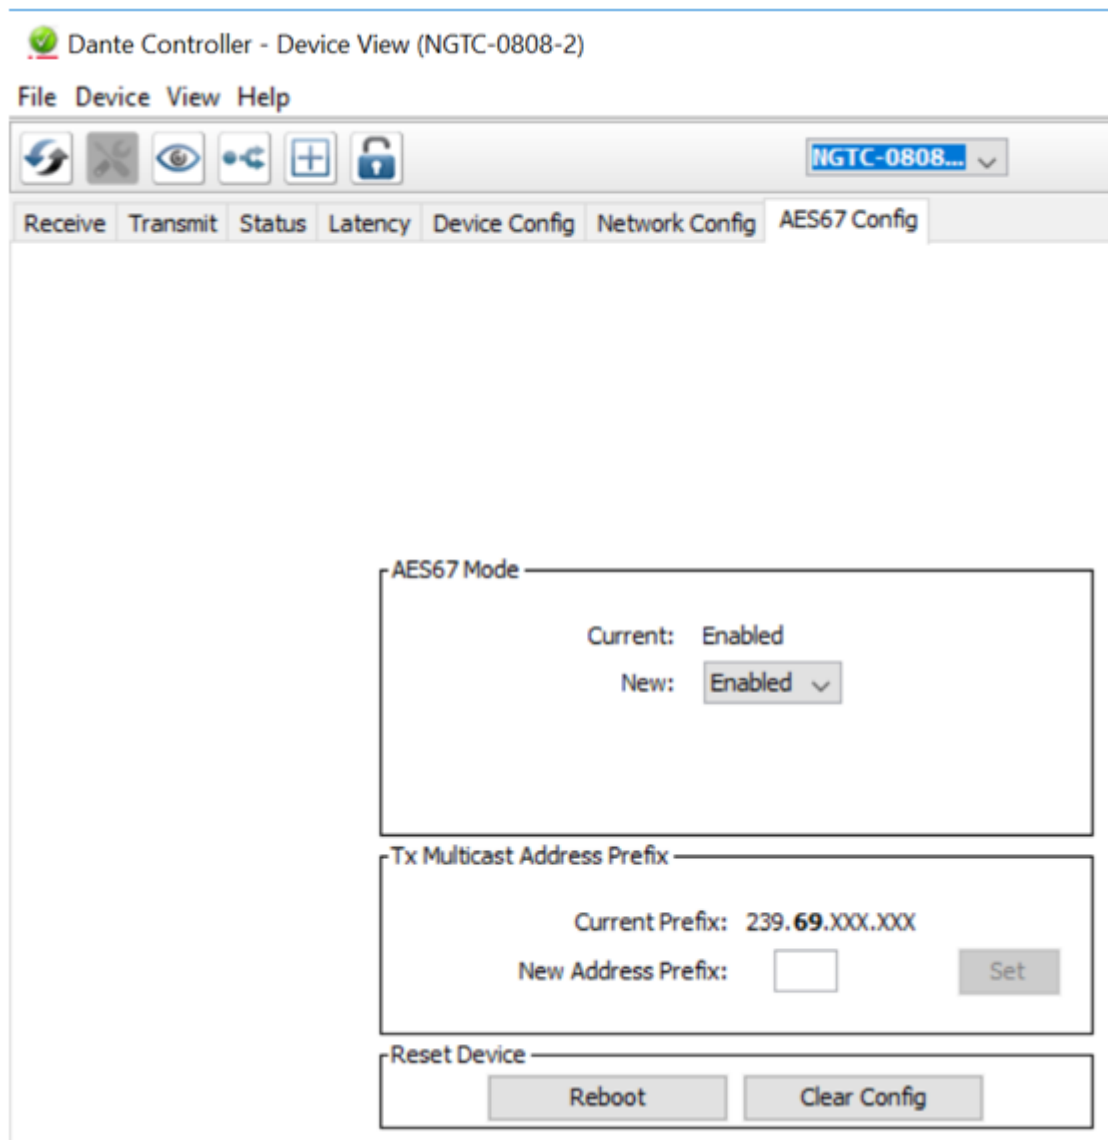 Dante Controller - Device View (NGTC-0808-2)
File Device View Help
NGTC-0808...
Receive Transmit Status Latency Device Config Network Config AES67 Config
AES67 Mode
Current: Enabled
New: Enabled
Tx Multicast Address Prefix
Current Prefix: 239.69.XXX.XXX
New Address Prefix: Set
Reset Device
Reboot Clear Config